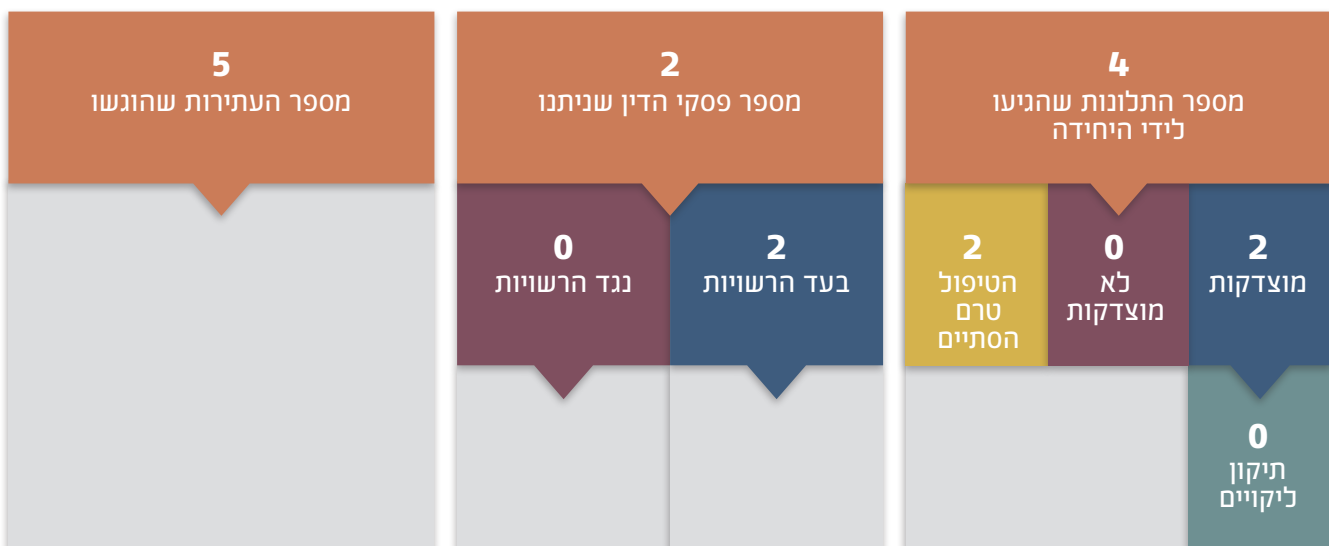 4
מספר התלונות שהגיעו
לידי היחידה
2
מוצדקות
0
לא
מוצדקות
2
הטיפול
טרם
הסתיים
0
תיקון
ליקויים
2
מספר פסקי הדין שניתנו
2
בעד הרשויות
0
נגד הרשויות
5
מספר העתירות שהוגשו